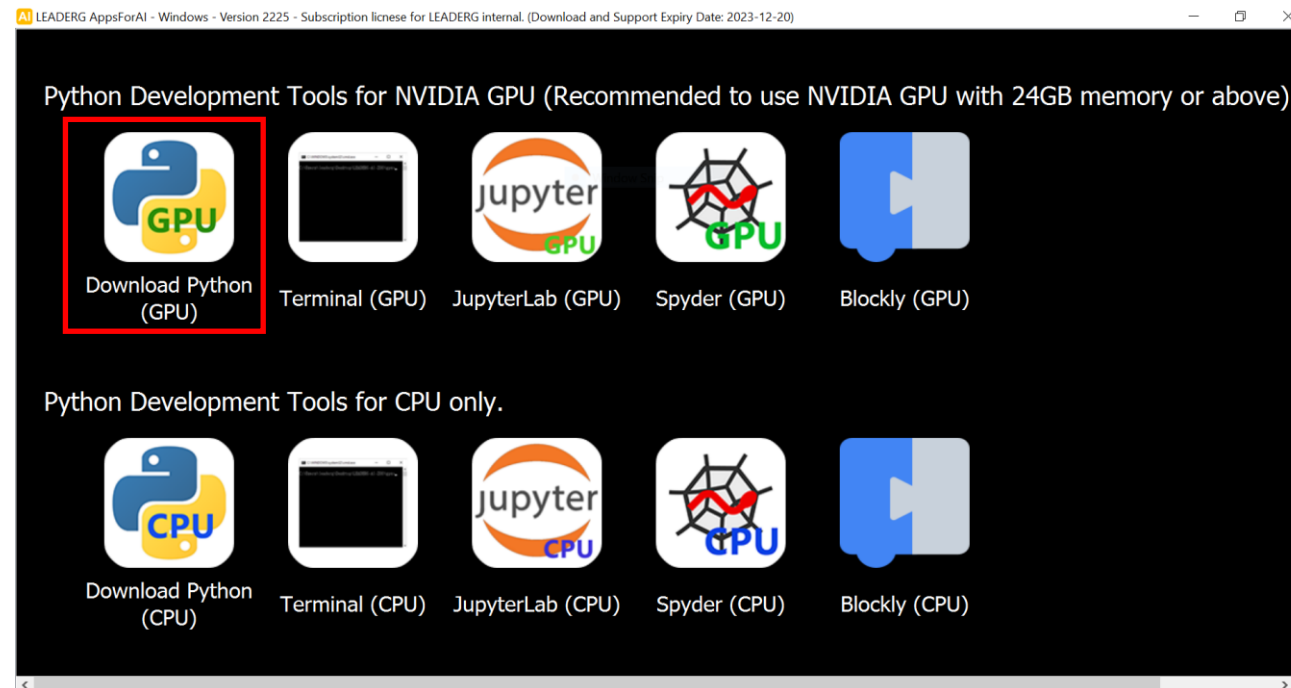 AI LEADERG AppsForAI - Windows - Version 2225 - Subscription licnese for LEADERG internal. (Download and Support Expiry Date: 2023-12-20)
Python Development Tools for NVIDIA GPU (Recommended to use NVIDIA GPU with 24GB memory or above)
GPU
jupyter
GPU
GPU
Download Python
(GPU)
Terminal (GPU)
JupyterLab (GPU)
Spyder (GPU)
Blockly (GPU)
Python Development Tools for CPU only.
CPU
jupyter
CPU
CPU
Download Python
(CPU)
Terminal (CPU)
JupyterLab (CPU)
Spyder (CPU)
Blockly (CPU)